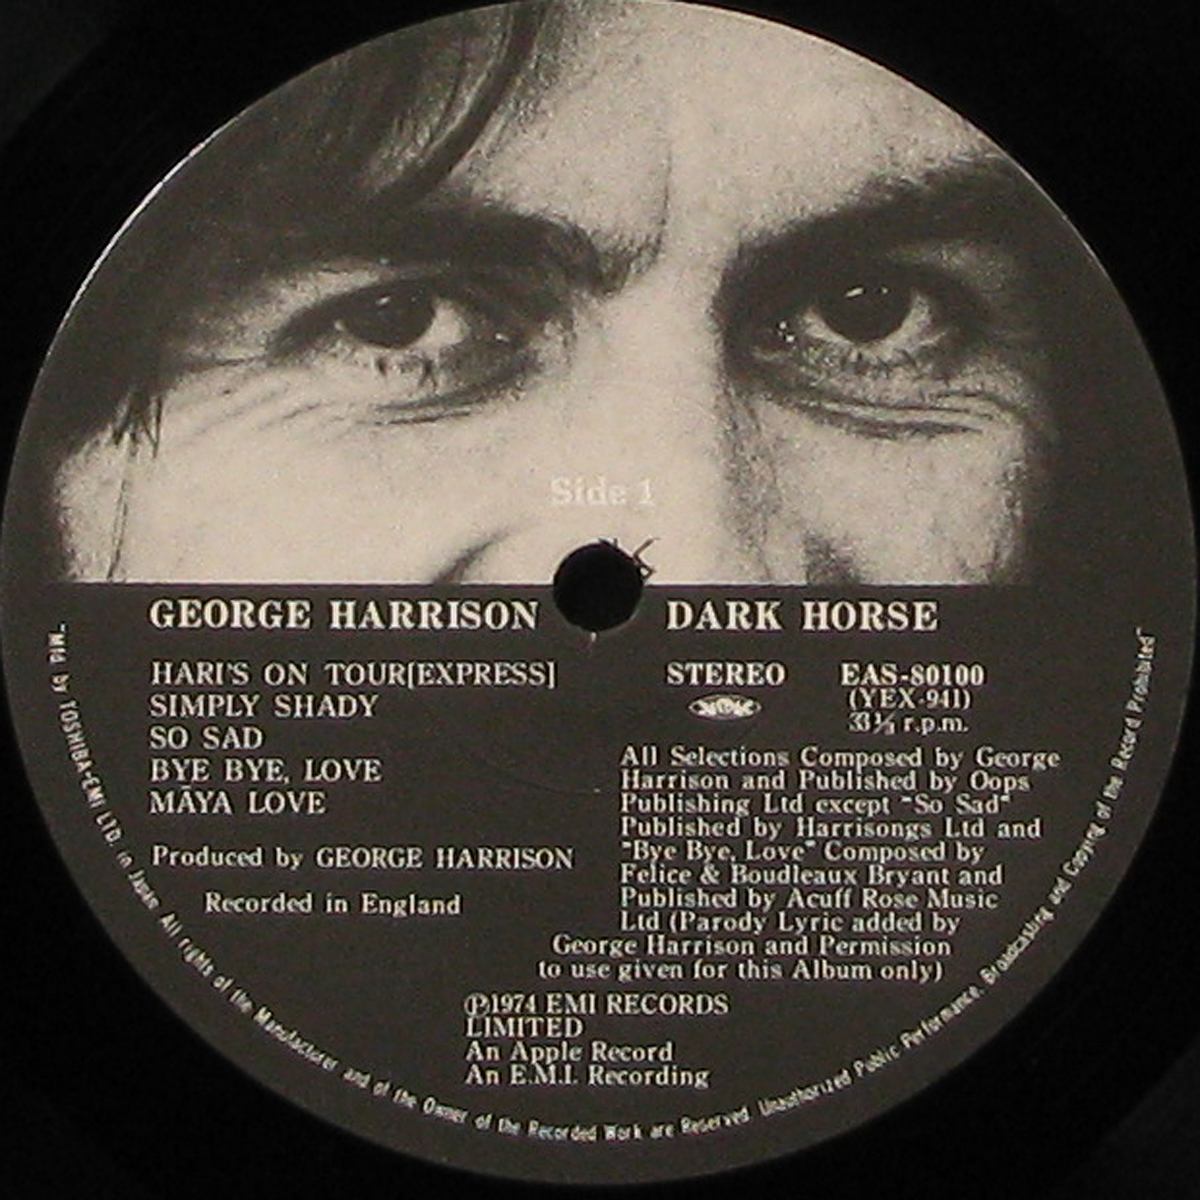 Side 1
GEORGE HARRISON DARK HORSE
HARI'S ON TOUR[EXPRESS]
SIMPLY SHADY
SO SAD
BYE BYE, LOVE
MĀYA LOVE
Produced by GEORGE HARRISON
Recorded in England
STEREO EAS-80100
(YEX-941)
33⅓ r.p.m.
All Selections Composed by George
Harrison and Published by Oops
Publishing Ltd except "So Sad"
Published by Harrisongs Ltd and
"Bye Bye, Love" Composed by
Felice & Boudleaux Bryant and
Published by Acuff Rose Music
Ltd (Parody Lyric added by
George Harrison and Permission
to use given for this Album only)
Ⓟ1974 EMI RECORDS
LIMITED
An Apple Record
An E.M.I. Recording
"Mfd by TOSHIBA-EMI LTD. in Japan All rights of the Manufacturer and of the Owner of the Recorded Work are Reserved Unauthorized Public Performance, Broadcasting and Copying of the Record Prohibited"